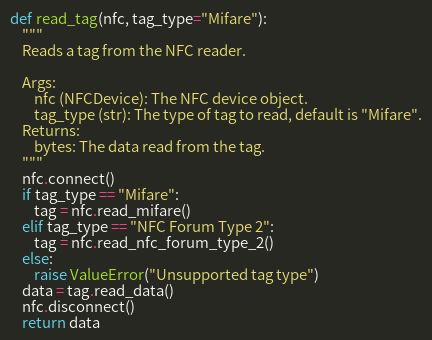 def read_tag(nfc, tag_type="Mifare"):
    """
    Reads a tag from the NFC reader.

    Args:
        nfc (NFCDevice): The NFC device object.
        tag_type (str): The type of tag to read, default is "Mifare".
    Returns:
        bytes: The data read from the tag.
    """
    nfc.connect()
    if tag_type == "Mifare":
        tag = nfc.read_mifare()
    elif tag_type == "NFC Forum Type 2":
        tag = nfc.read_nfc_forum_type_2()
    else:
        raise ValueError("Unsupported tag type")
    data = tag.read_data()
    nfc.disconnect()
    return data